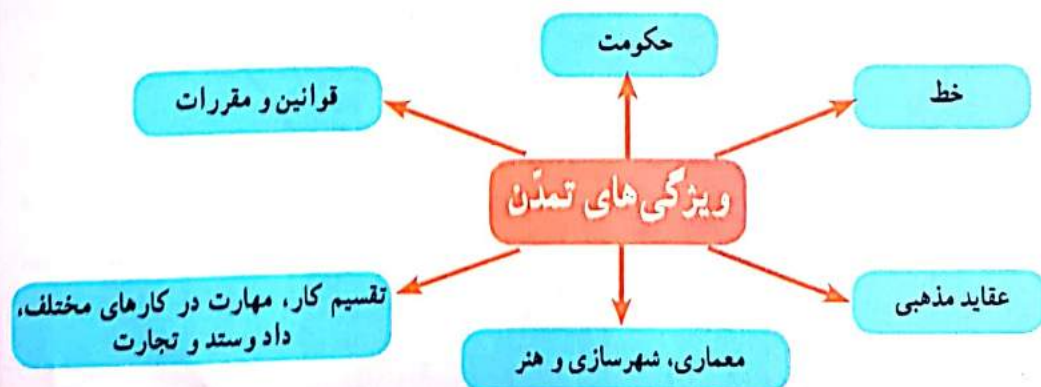 حکومت
خط
قوانین و مقررات
ویژگی‌های تمدّن
عقاید مذهبی
تقسیم کار، مهارت در کارهای مختلف،
داد وستد و تجارت
معماری، شهرسازی و هنر